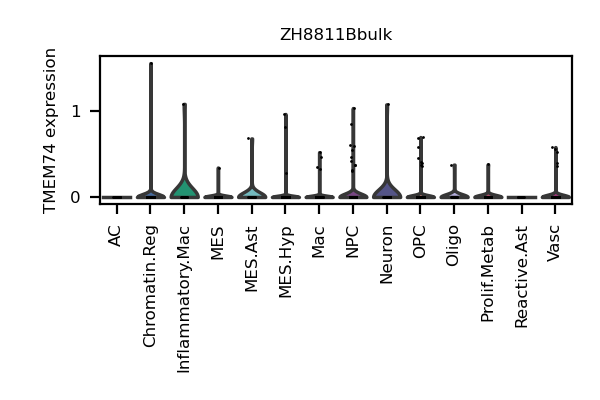 ZH8811Bbulk
TMEM74 expression
1
0
AC
Chromatin.Reg
Inflammatory.Mac
MES
MES.Ast
MES.Hyp
Mac
NPC
Neuron
OPC
Oligo
Prolif.Metab
Reactive.Ast
Vasc